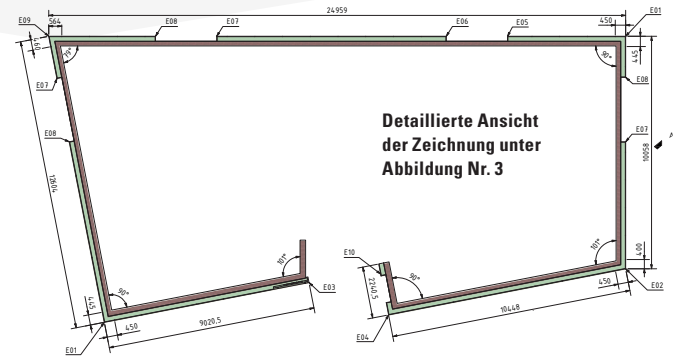 24959
E09
564
E08
E07
E06
E05
450
E01
460
79°
90°
445
E07
E08
E08
E07
Detaillierte Ansicht
der Zeichnung unter
Abbildung Nr. 3
10058
A
12604
101°
E10
101°
400
90°
2240,5
90°
E03
445
450
9020,5
E04
10448
450
E02
E01